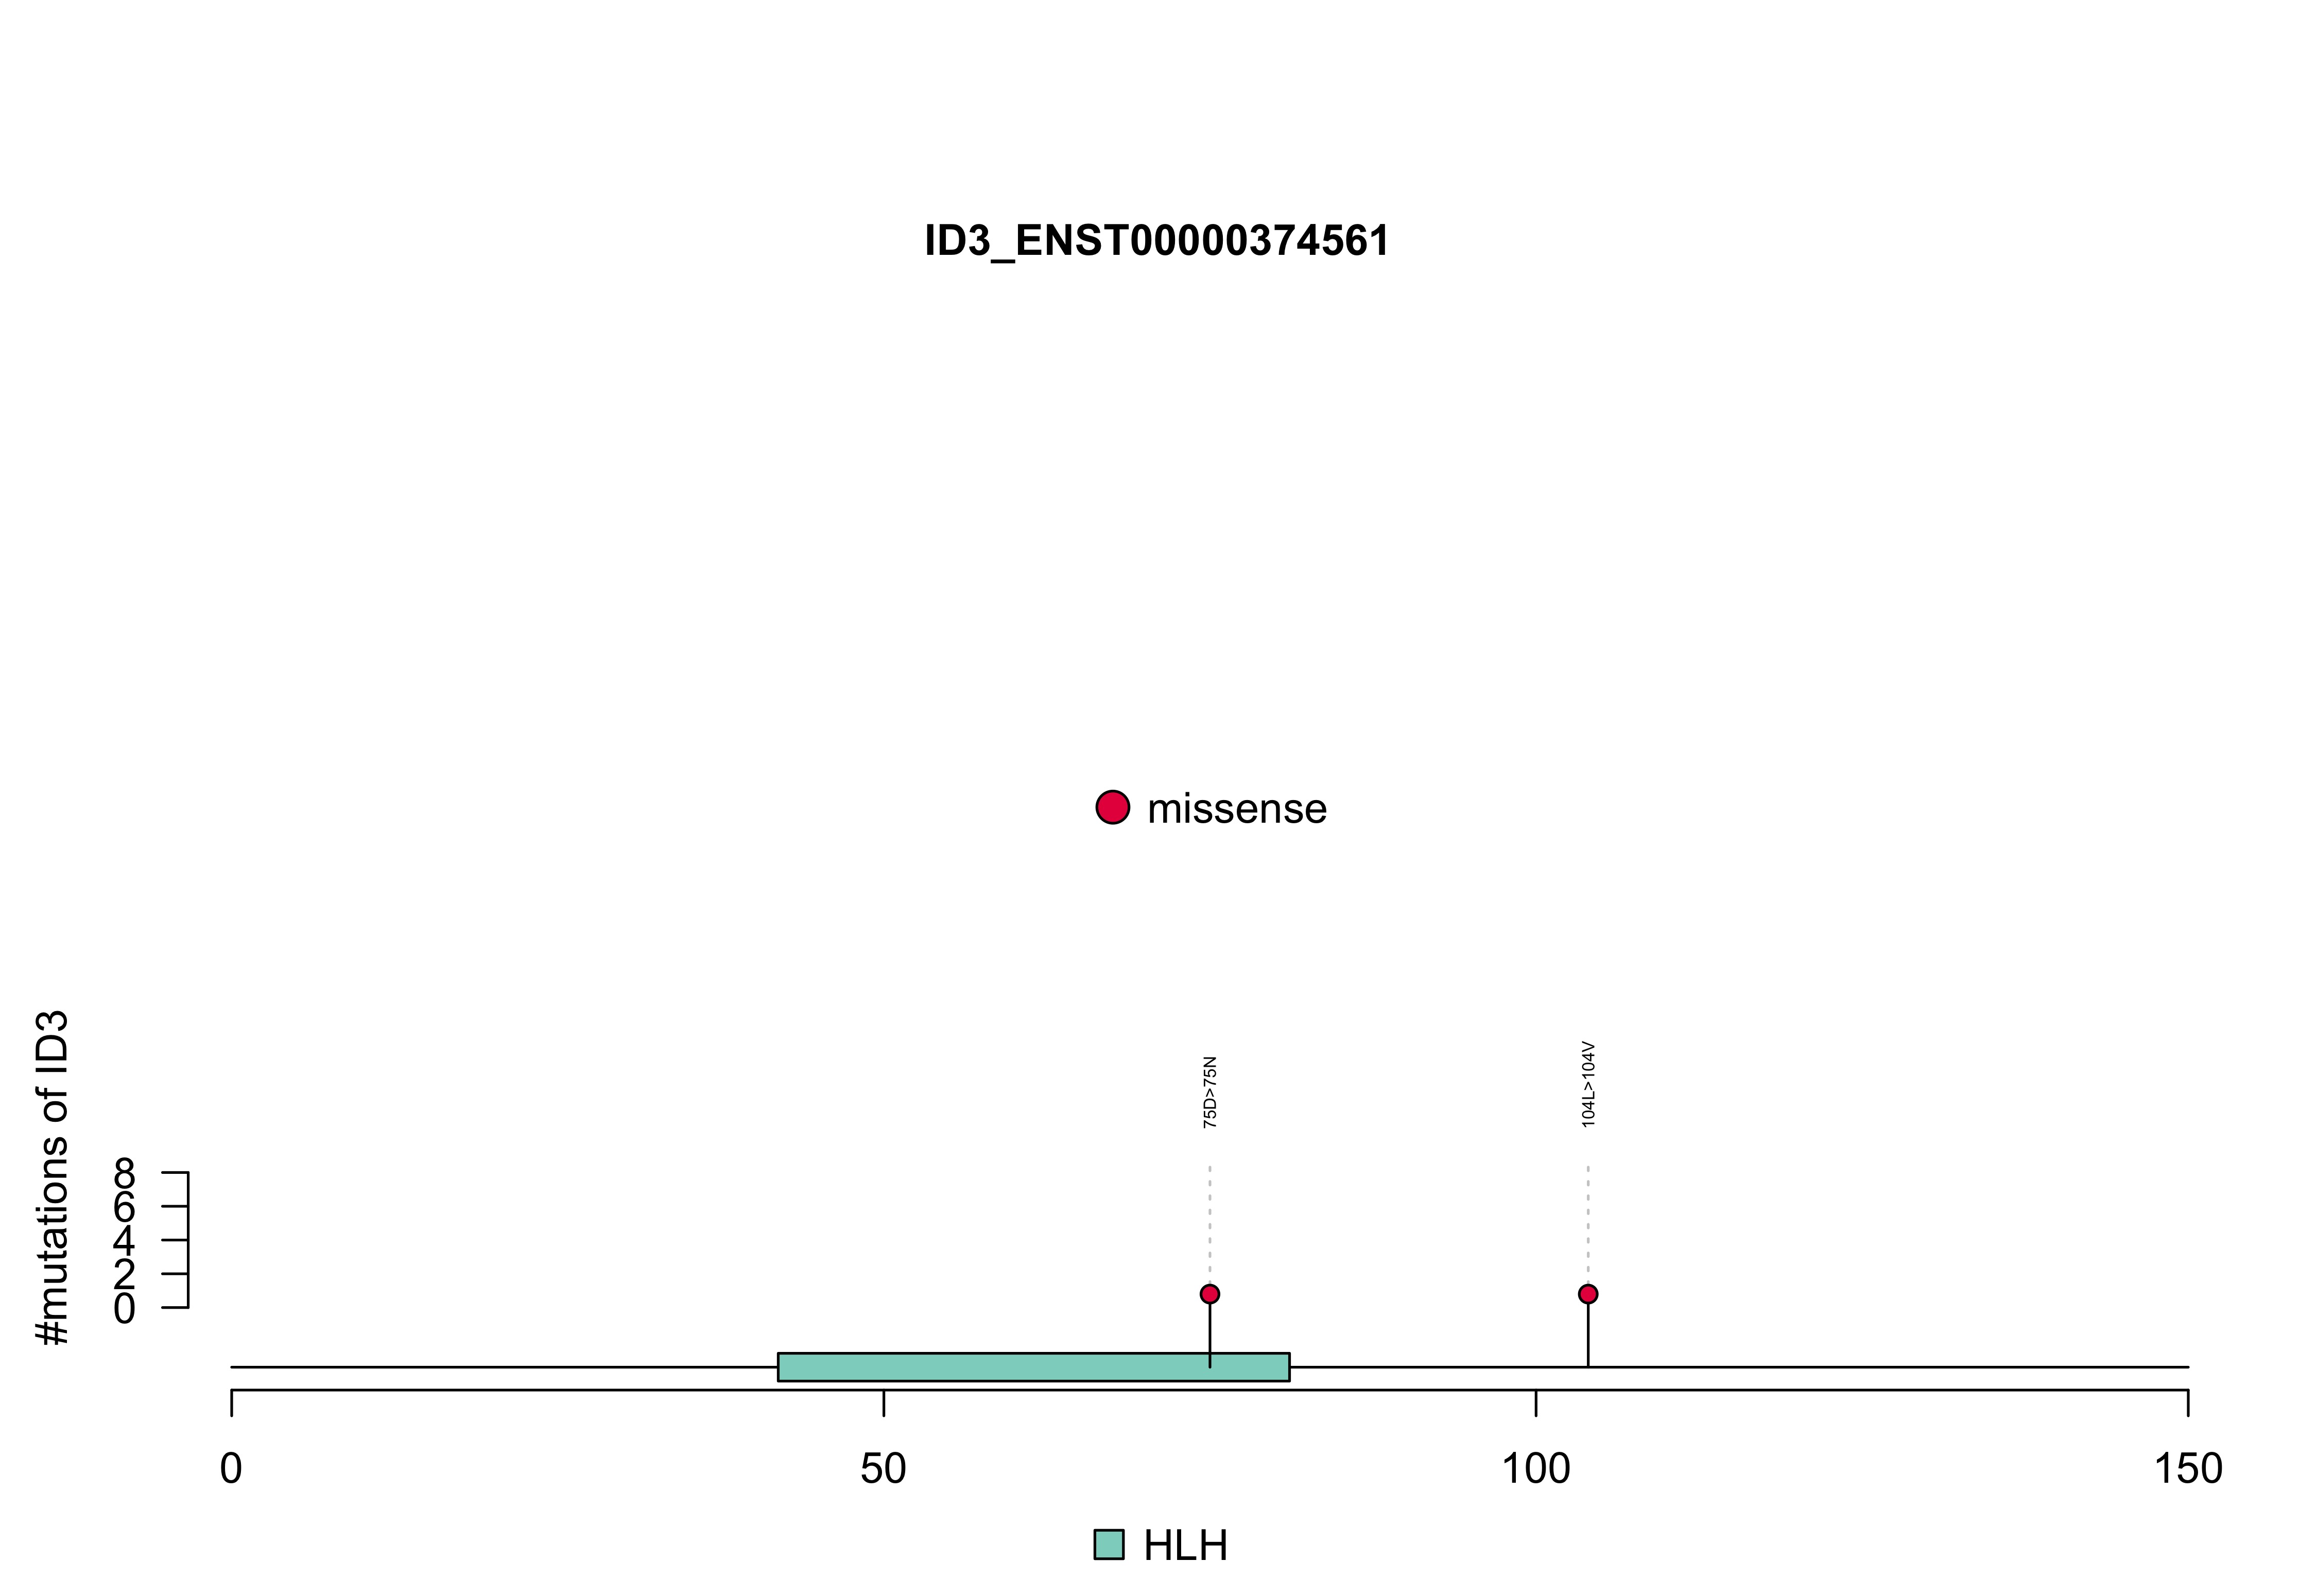 ID3_ENST00000374561
missense
#mutations of ID3
75D>75N
104L>104V
8
6
4
2
0
0 50 100 150
HLH